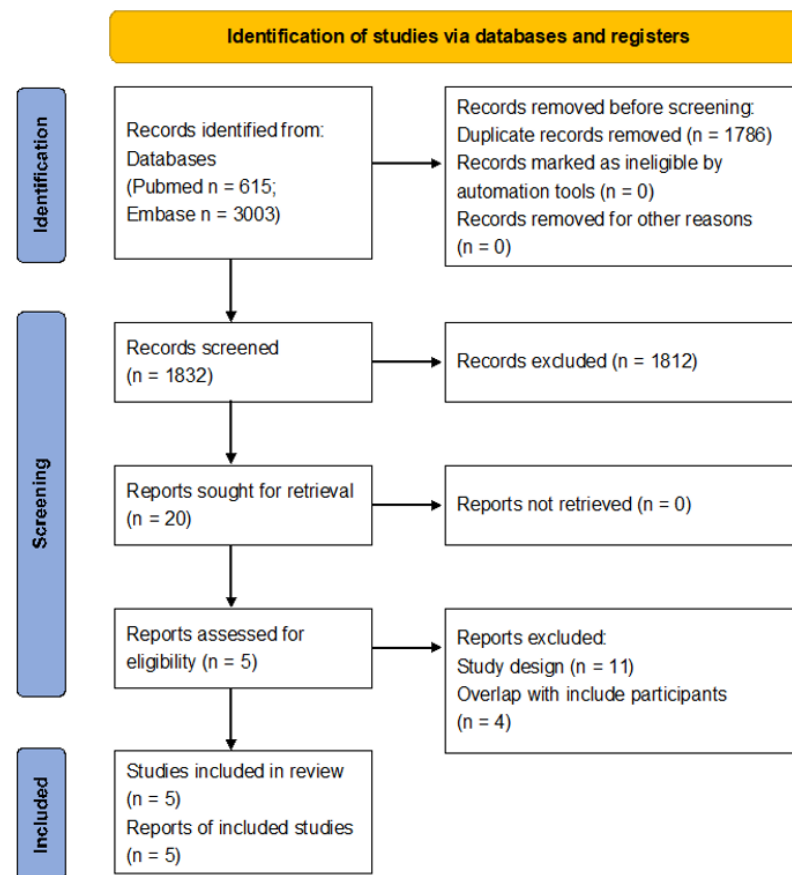 Identification of studies via databases and registers
Identification
Records identified from:
Databases
(Pubmed n = 615;
Embase n = 3003)
Records removed before screening:
Duplicate records removed (n = 1786)
Records marked as ineligible by
automation tools (n = 0)
Records removed for other reasons
(n = 0)
Screening
Records screened
(n = 1832)
Records excluded (n = 1812)
Reports sought for retrieval
(n = 20)
Reports not retrieved (n = 0)
Reports assessed for
eligibility (n = 5)
Reports excluded:
Study design (n = 11)
Overlap with include participants
(n = 4)
Included
Studies included in review
(n = 5)
Reports of included studies
(n = 5)